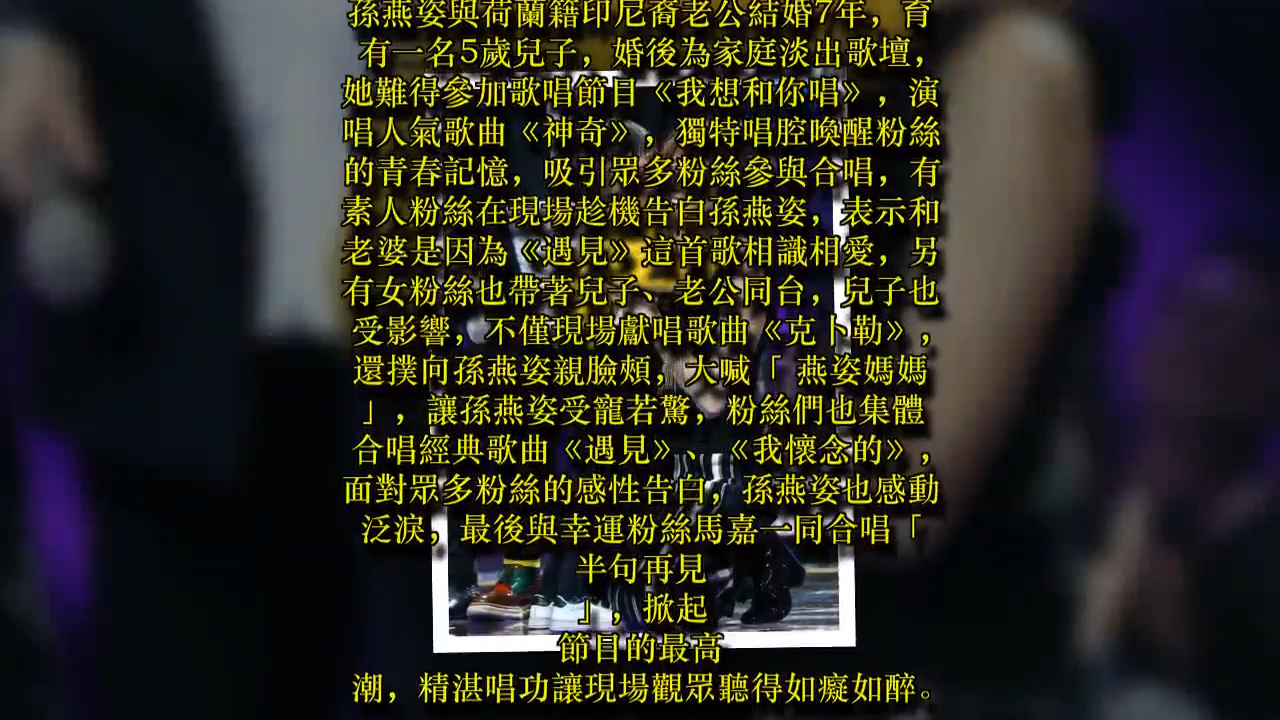 孫燕姿與荷蘭籍印尼裔老公結婚7年，育
有一名5歲兒子，婚後為家庭淡出歌壇，
她難得參加歌唱節目《我想和你唱》，演
唱人氣歌曲《神奇》，獨特唱腔喚醒粉絲
的青春記憶，吸引眾多粉絲參與合唱，有
素人粉絲在現場趁機告白孫燕姿，表示和
老婆是因為《遇見》這首歌相識相愛，另
有女粉絲也帶著兒子、老公同台，兒子也
受影響，不僅現場獻唱歌曲《克卜勒》，
還撲向孫燕姿親臉頰，大喊「 燕姿媽媽
」，讓孫燕姿受寵若驚，粉絲們也集體
合唱經典歌曲《遇見》、《我懷念的》，
面對眾多粉絲的感性告白，孫燕姿也感動
泛淚，最後與幸運粉絲馬嘉一同合唱「
半句再見
」，掀起
節目的最高
潮，精湛唱功讓現場觀眾聽得如癡如醉。